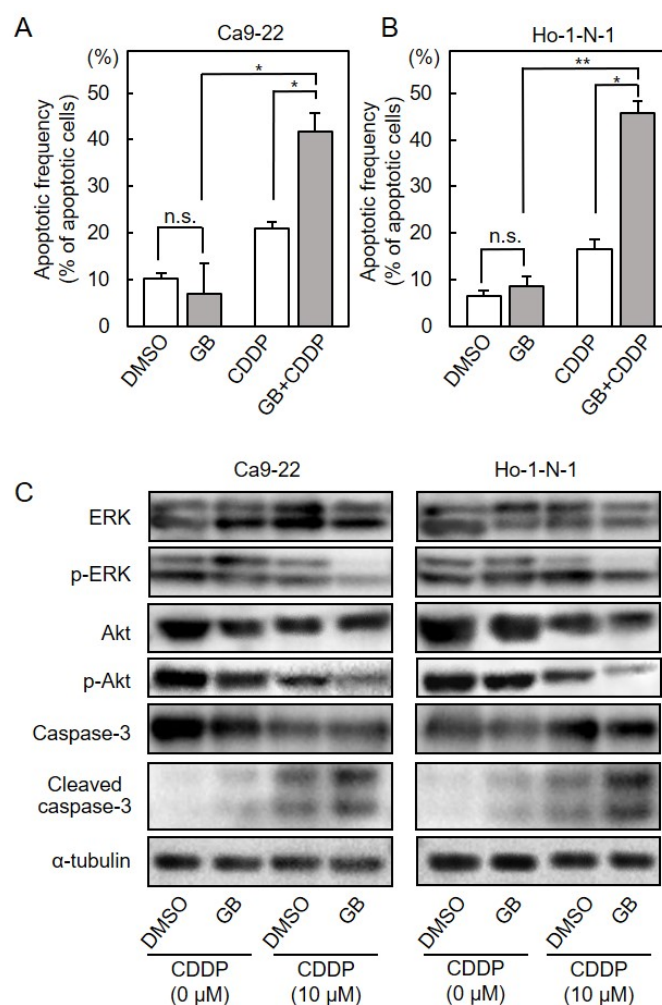 A
Ca9-22
(%)
Apoptotic frequency
(% of apoptotic cells)
50
40
30
20
10
0
n.s.
*
*
DMSO
GB
CDDP
GB+CDDP
B
Ho-1-N-1
(%)
Apoptotic frequency
(% of apoptotic cells)
50
40
30
20
10
0
n.s.
**
*
DMSO
GB
CDDP
GB+CDDP
C
Ca9-22
Ho-1-N-1
ERK
p-ERK
Akt
p-Akt
Caspase-3
Cleaved
caspase-3
α-tubulin
DMSO
GB
DMSO
GB
CDDP
(0 μM)
CDDP
(10 μM)
DMSO
GB
DMSO
GB
CDDP
(0 μM)
CDDP
(10 μM)